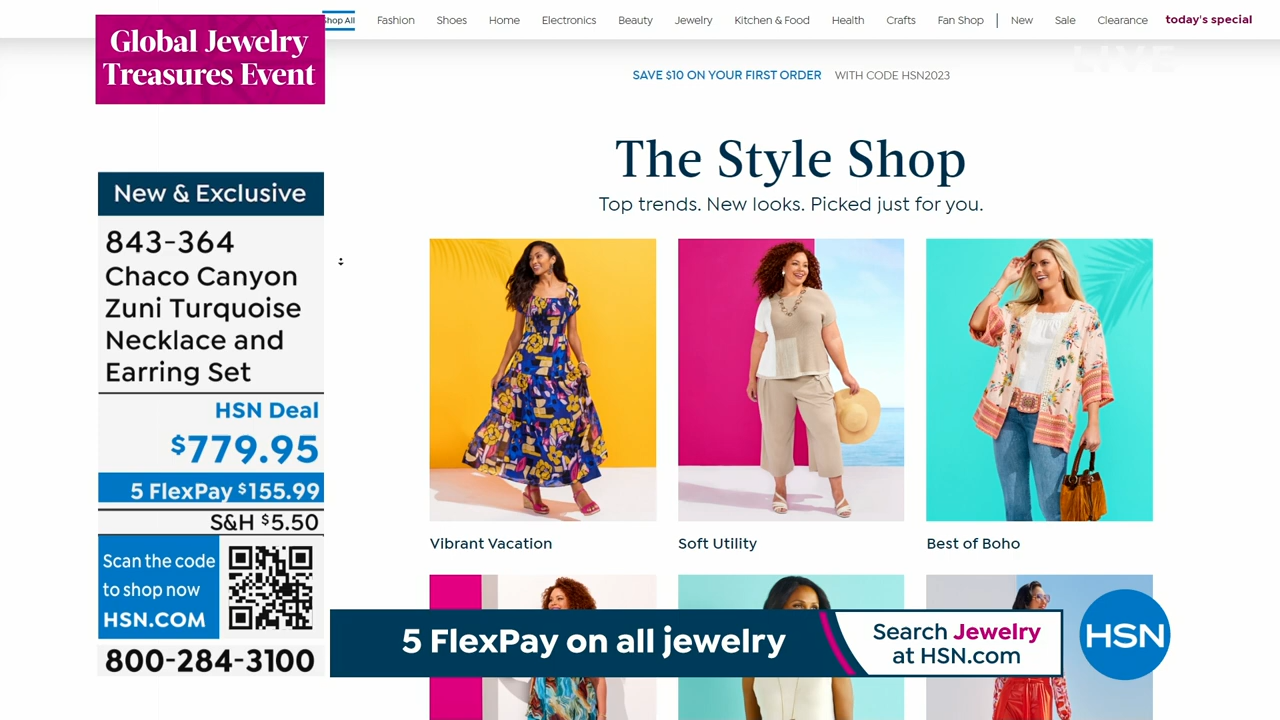 Shop All Fashion Shoes Home Electronics Beauty Jewelry Kitchen & Food Health Crafts Fan Shop | New Sale Clearance today's special
Global Jewelry
Treasures Event
LIVE
SAVE $10 ON YOUR FIRST ORDER WITH CODE HSN2023
The Style Shop
Top trends. New looks. Picked just for you.
New & Exclusive
843-364
Chaco Canyon
Zuni Turquoise
Necklace and
Earring Set
HSN Deal
$779.95
5 FlexPay $155.99
S&H $5.50
Scan the code
to shop now
HSN.COM
800-284-3100
Vibrant Vacation
Soft Utility
Best of Boho
5 FlexPay on all jewelry
Search Jewelry
at HSN.com
HSN